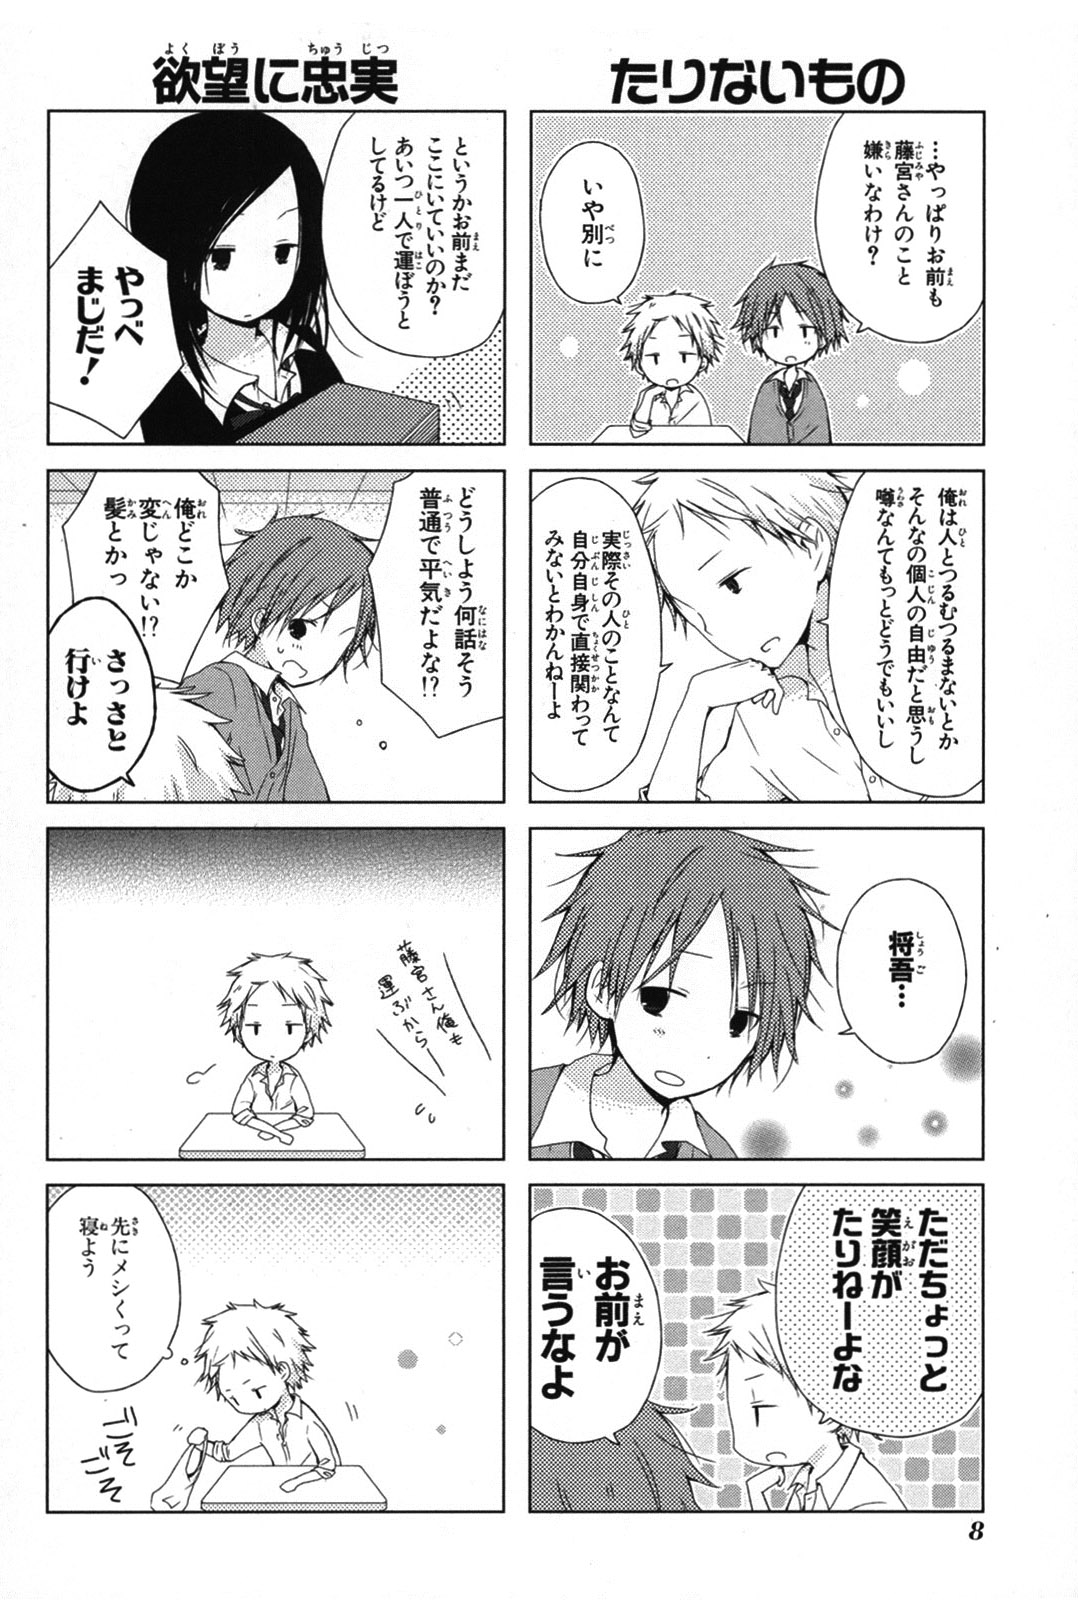 たりないもの
…やっぱりお前も
藤宮さんのこと
嫌いなわけ?
いや別に
俺は人とつるむつるまないとか
そんなの個人の自由だと思うし
噂なんてもっとどうでもいいし
実際その人のことなんて
自分自身で直接関わって
みないとわかんねーよ
将吾…
ただちょっと
笑顔が
たりねーよな
お前が
言うなよ
欲望に忠実
というかお前まだ
ここにいていいのか?
あいつ一人で運ぼうと
してるけど
やっべ
まじだ!
どうしよう何話そう
普通で平気だよな!?
俺どこか
変じゃない!?
髪とかっ
さっさと
行けよ
藤宮さん俺も
運ぶから—
先にメシくって
寝よう
ごそ
ごそ
8